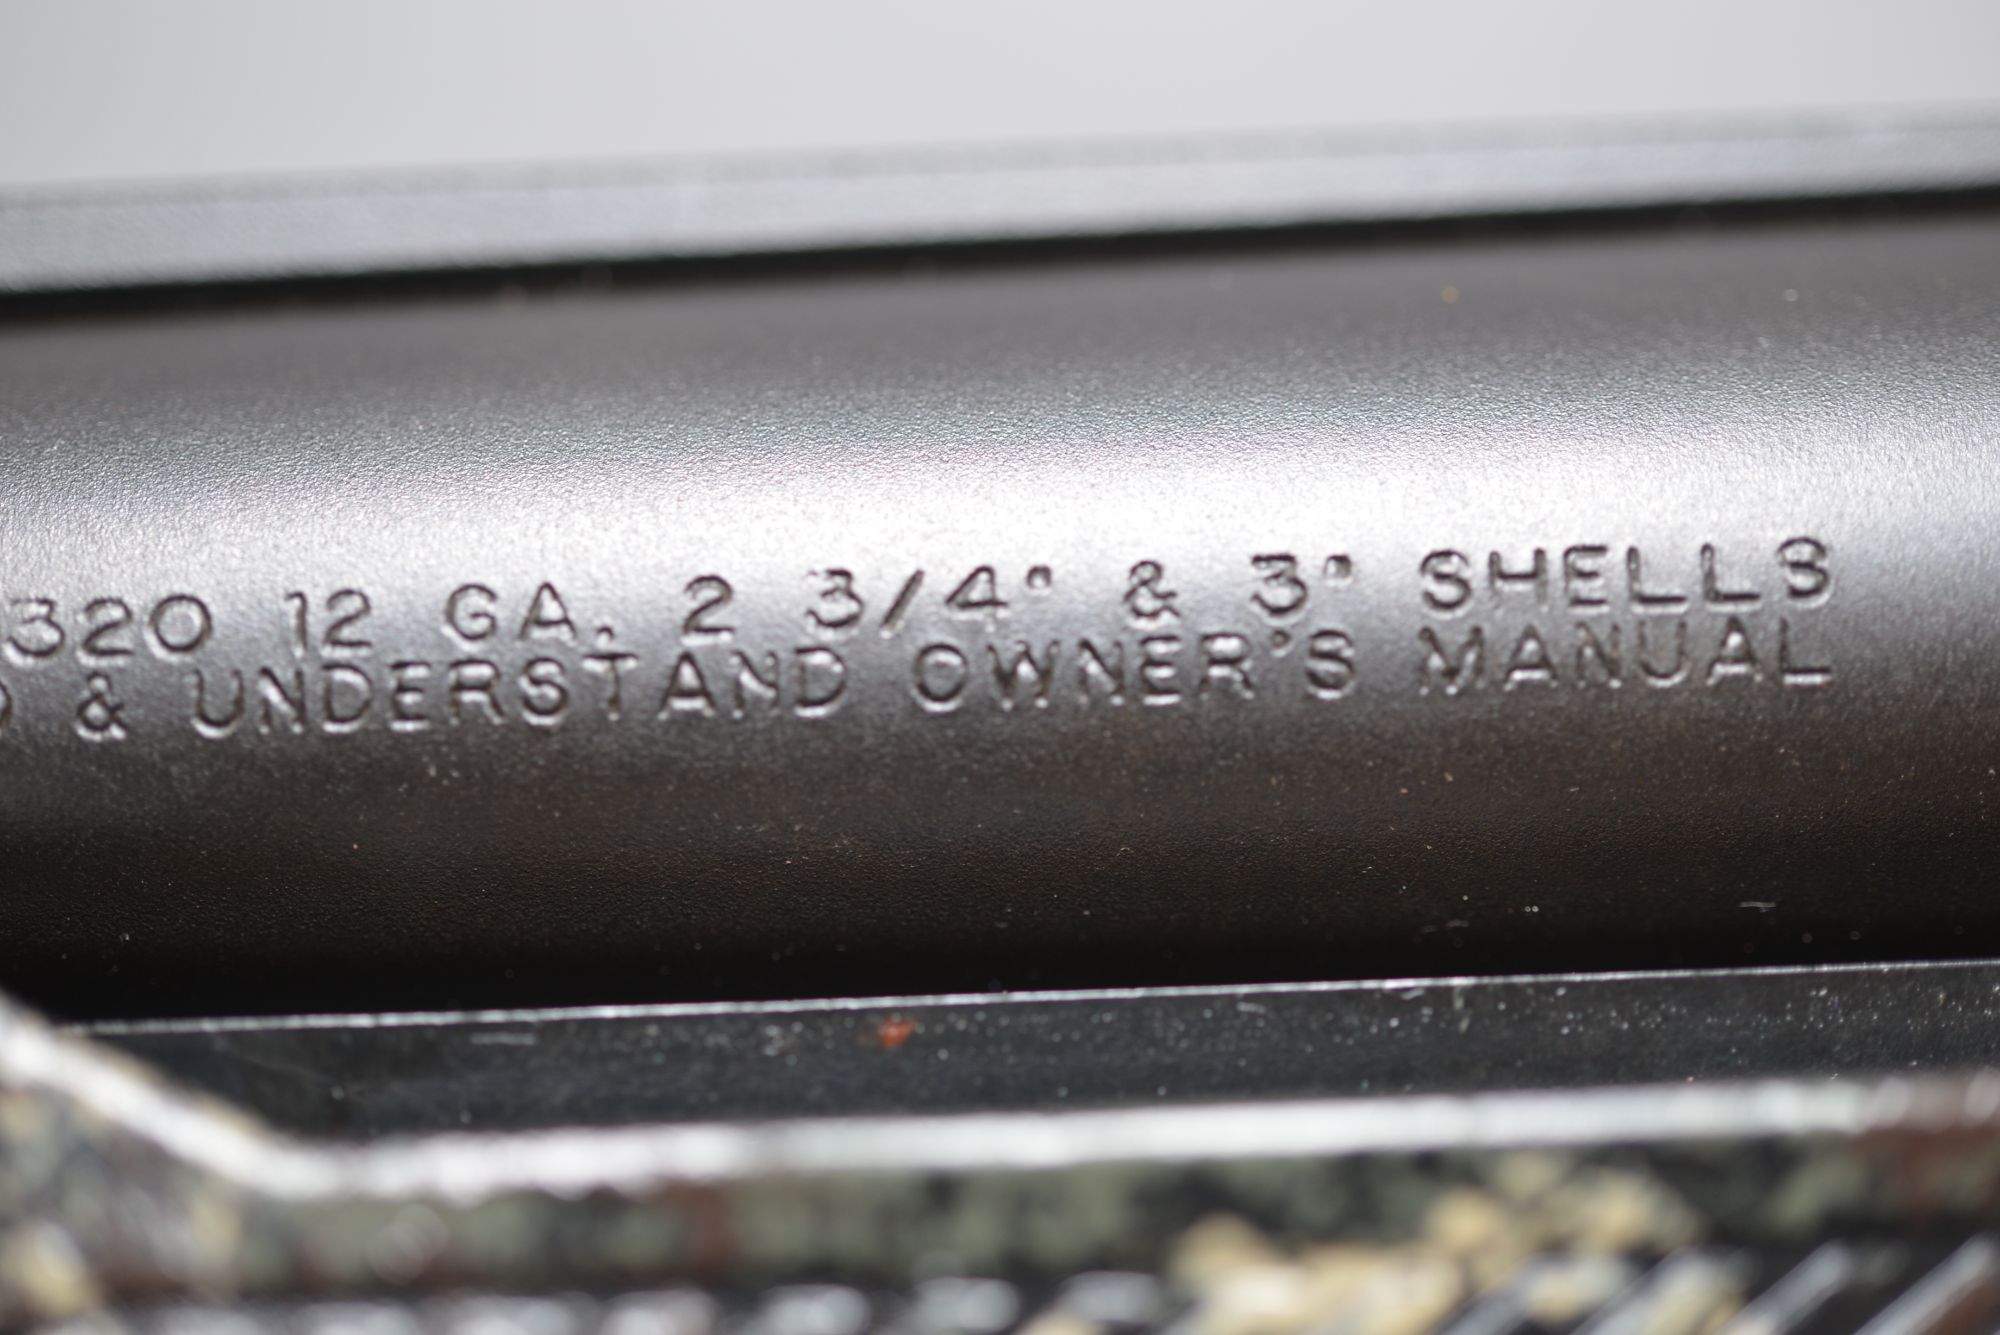 320 12 GA. 2 3/4" & 3" SHELLS
& UNDERSTAND OWNER'S MANUAL